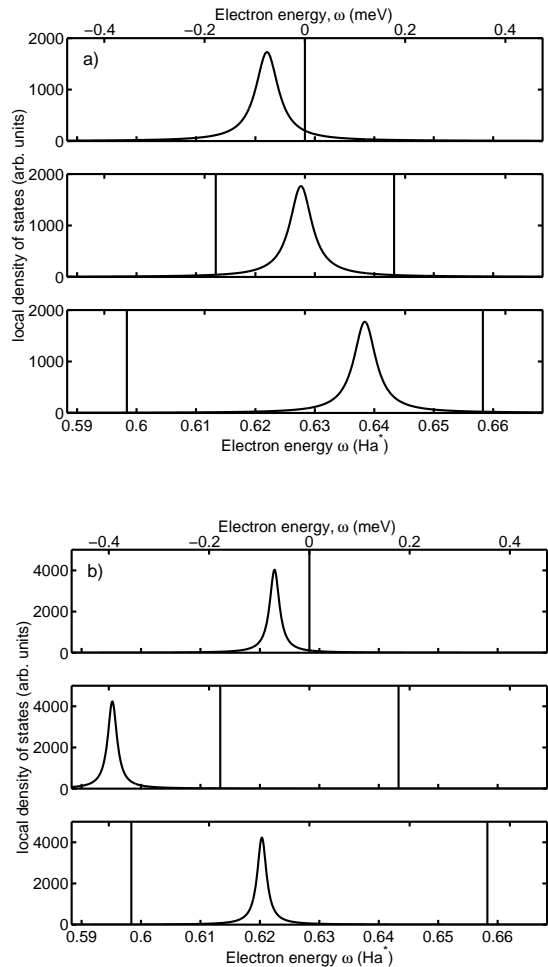 Electron energy, ω (meV)
−0.4 −0.2 0 0.2 0.4
a)
2000
1000
0
2000
1000
0
2000
1000
0
local density of states (arb. units)
0.59 0.6 0.61 0.62 0.63 0.64 0.65 0.66
Electron energy ω (Ha*)
Electron energy, ω (meV)
−0.4 −0.2 0 0.2 0.4
b)
4000
2000
0
4000
2000
0
4000
2000
0
local density of states (arb. units)
0.59 0.6 0.61 0.62 0.63 0.64 0.65 0.66
Electron energy ω (Ha*)